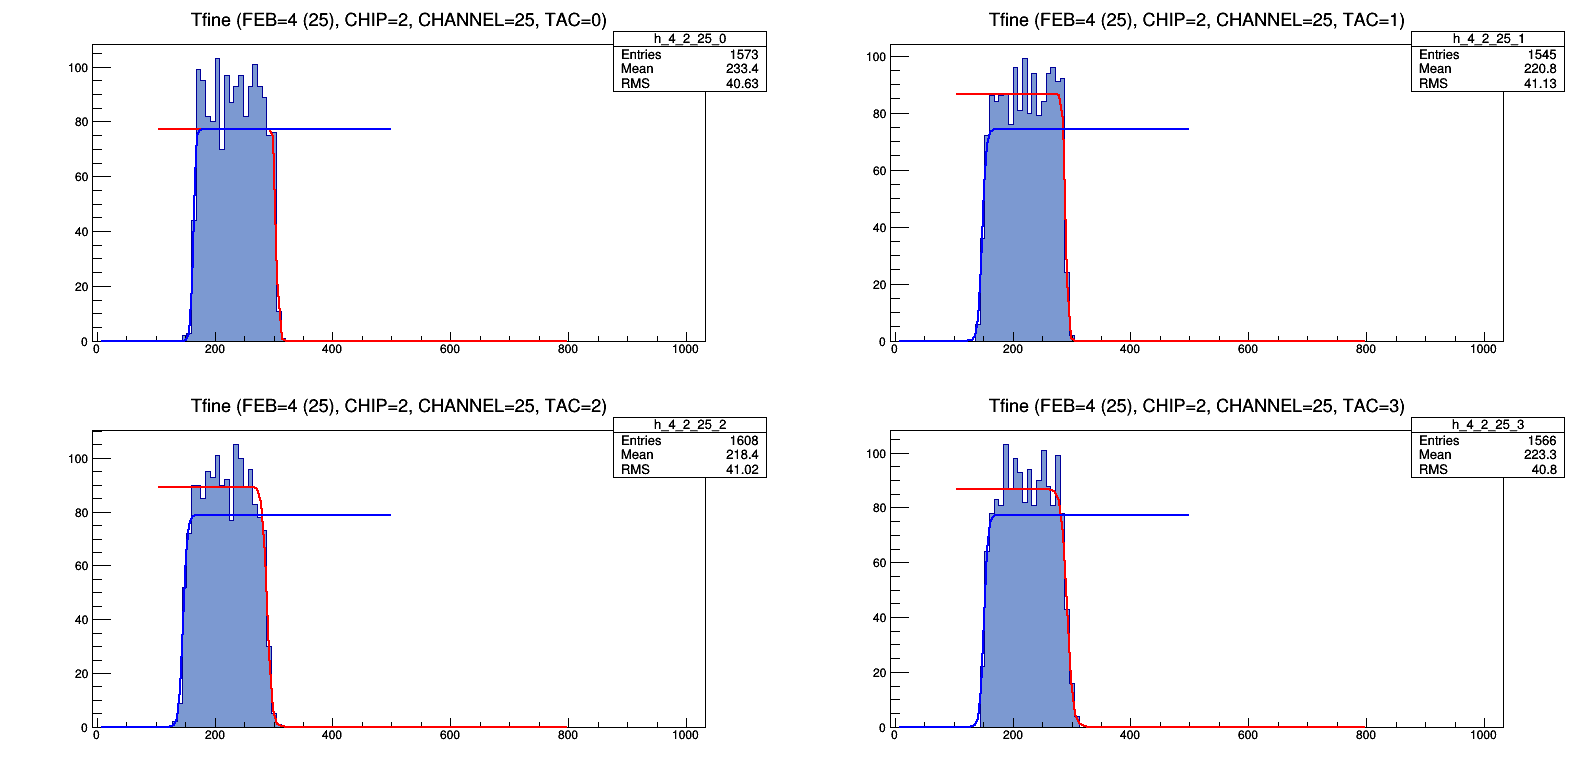 Tfine (FEB=4 (25), CHIP=2, CHANNEL=25, TAC=0)
h_4_2_25_0
Entries 1573
Mean 233.4
RMS 40.63
100
80
60
40
20
0
0 200 400 600 800 1000
Tfine (FEB=4 (25), CHIP=2, CHANNEL=25, TAC=1)
h_4_2_25_1
Entries 1545
Mean 220.8
RMS 41.13
100
80
60
40
20
0
0 200 400 600 800 1000
Tfine (FEB=4 (25), CHIP=2, CHANNEL=25, TAC=2)
h_4_2_25_2
Entries 1608
Mean 218.4
RMS 41.02
100
80
60
40
20
0
0 200 400 600 800 1000
Tfine (FEB=4 (25), CHIP=2, CHANNEL=25, TAC=3)
h_4_2_25_3
Entries 1566
Mean 223.3
RMS 40.8
100
80
60
40
20
0
0 200 400 600 800 1000